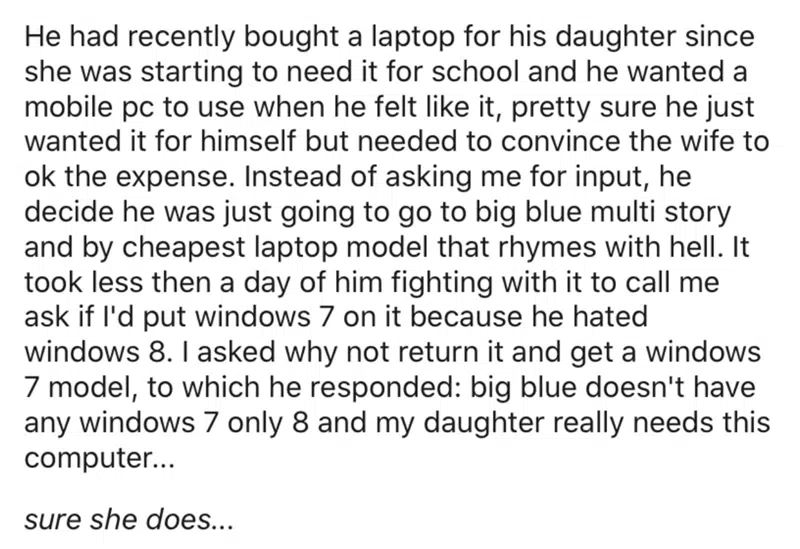 He had recently bought a laptop for his daughter since
she was starting to need it for school and he wanted a
mobile pc to use when he felt like it, pretty sure he just
wanted it for himself but needed to convince the wife to
ok the expense. Instead of asking me for input, he
decide he was just going to go to big blue multi story
and by cheapest laptop model that rhymes with hell. It
took less then a day of him fighting with it to call me
ask if I'd put windows 7 on it because he hated
windows 8. I asked why not return it and get a windows
7 model, to which he responded: big blue doesn't have
any windows 7 only 8 and my daughter really needs this
computer...
sure she does...